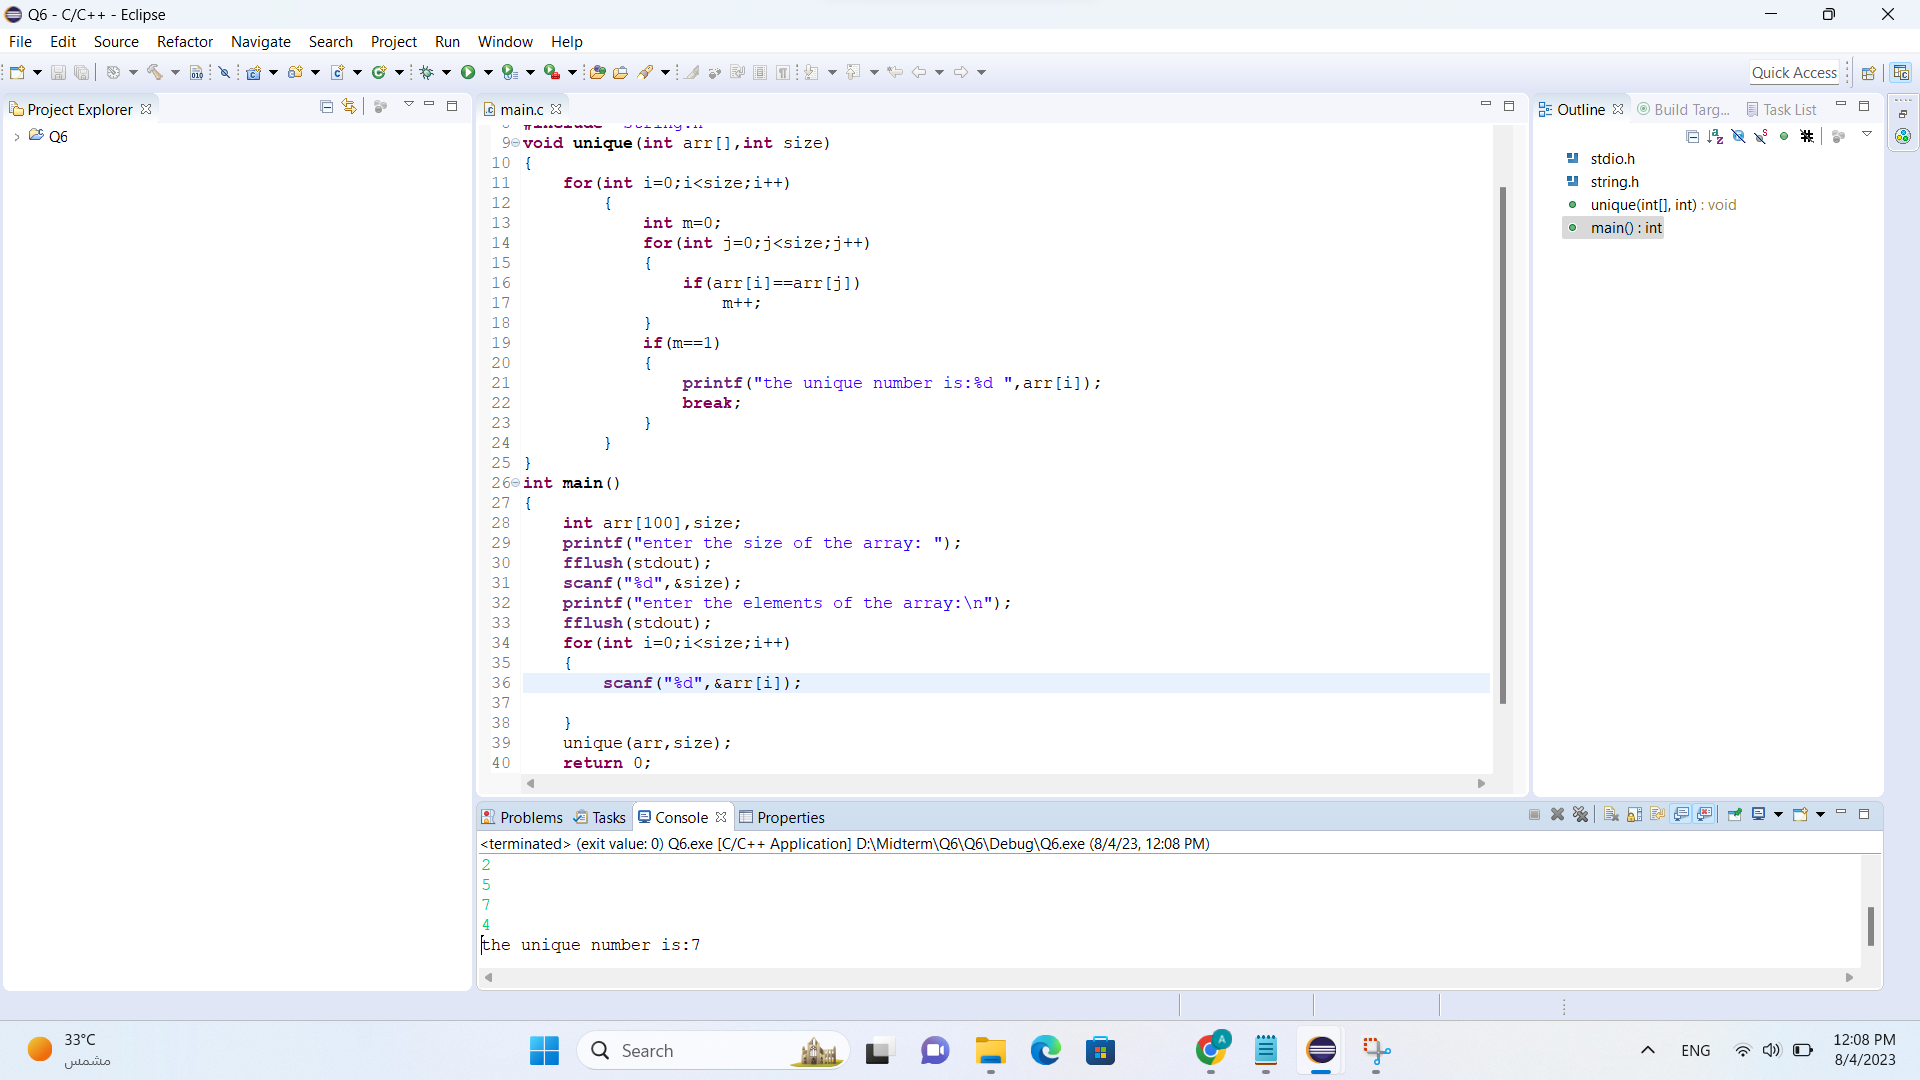 Q6 - C/C++ - Eclipse
File Edit Source Refactor Navigate Search Project Run Window Help
Quick Access
Project Explorer
Q6
main.c
9 void unique(int arr[],int size)
10 {
11 for(int i=0;i<size;i++)
12 {
13 int m=0;
14 for(int j=0;j<size;j++)
15 {
16 if(arr[i]==arr[j])
17 m++;
18 }
19 if(m==1)
20 {
21 printf("the unique number is:%d ",arr[i]);
22 break;
23 }
24 }
25 }
26 int main()
27 {
28 int arr[100],size;
29 printf("enter the size of the array: ");
30 fflush(stdout);
31 scanf("%d",&size);
32 printf("enter the elements of the array:\n");
33 fflush(stdout);
34 for(int i=0;i<size;i++)
35 {
36 scanf("%d",&arr[i]);
37
38 }
39 unique(arr,size);
40 return 0;
Outline Build Targ... Task List
stdio.h
string.h
unique(int[], int) : void
main() : int
Problems Tasks Console Properties
<terminated> (exit value: 0) Q6.exe [C/C++ Application] D:\Midterm\Q6\Q6\Debug\Q6.exe (8/4/23, 12:08 PM)
2
5
7
4
the unique number is:7
33°C
مشمس
Search
A
ENG
12:08 PM
8/4/2023